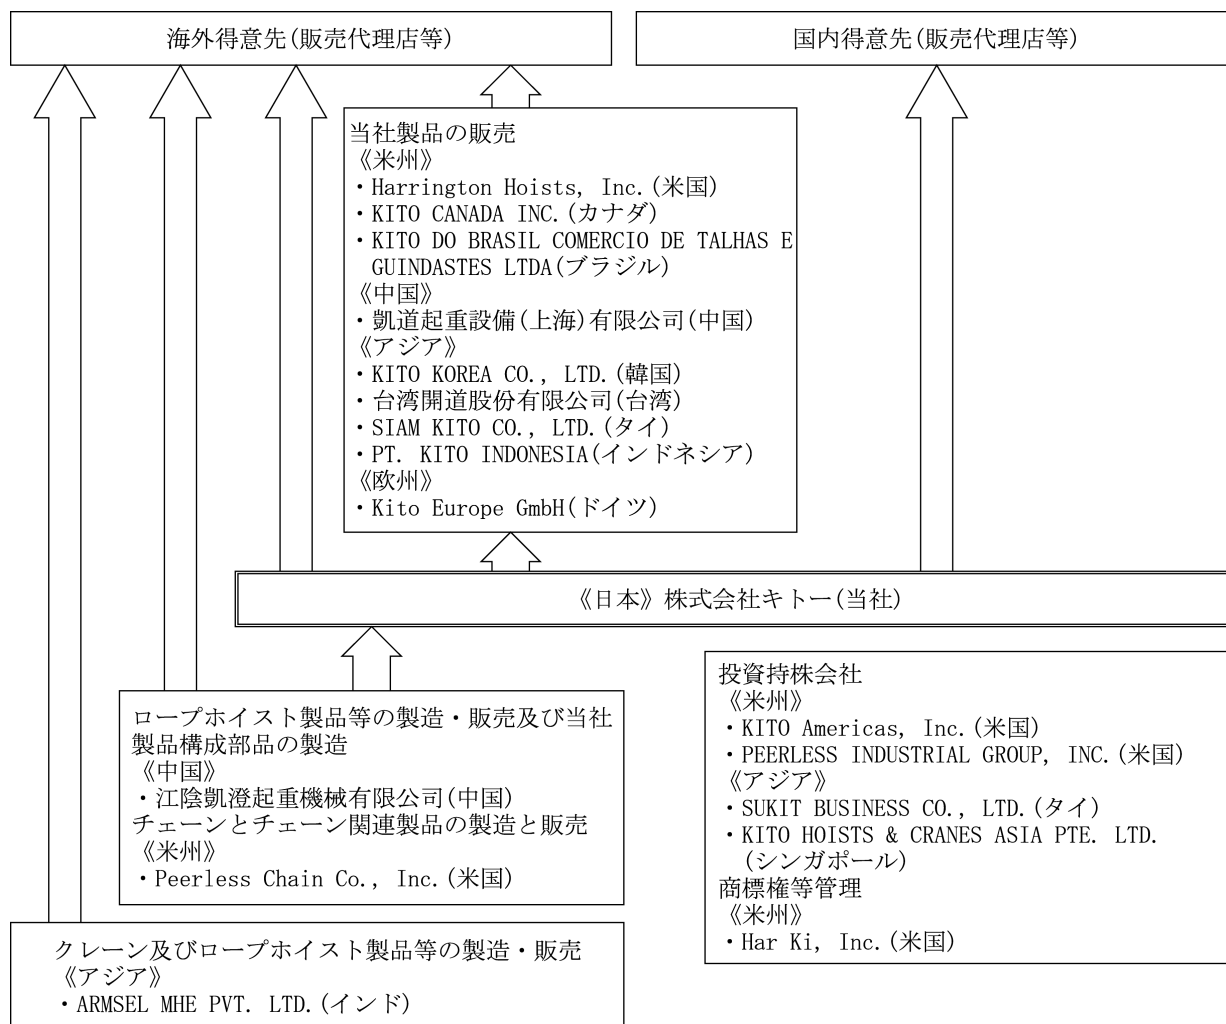 海外得意先(販売代理店等)
国内得意先(販売代理店等)
当社製品の販売
《米州》
・Harrington Hoists, Inc.(米国)
・KITO CANADA INC.(カナダ)
・KITO DO BRASIL COMERCIO DE TALHAS E
GUINDASTES LTDA(ブラジル)
《中国》
・凱道起重設備(上海)有限公司(中国)
《アジア》
・KITO KOREA CO., LTD.(韓国)
・台湾開道股份有限公司(台湾)
・SIAM KITO CO., LTD.(タイ)
・PT. KITO INDONESIA(インドネシア)
《欧州》
・Kito Europe GmbH(ドイツ)
《日本》株式会社キトー(当社)
ロープホイスト製品等の製造・販売及び当社
製品構成部品の製造
《中国》
・江陰凱澄起重機械有限公司(中国)
チェーンとチェーン関連製品の製造と販売
《米州》
・Peerless Chain Co., Inc.(米国)
投資持株会社
《米州》
・KITO Americas, Inc.(米国)
・PEERLESS INDUSTRIAL GROUP, INC.(米国)
《アジア》
・SUKIT BUSINESS CO., LTD.(タイ)
・KITO HOISTS & CRANES ASIA PTE. LTD.
(シンガポール)
商標権等管理
《米州》
・Har Ki, Inc.(米国)
クレーン及びロープホイスト製品等の製造・販売
《アジア》
・ARMSEL MHE PVT. LTD.(インド)